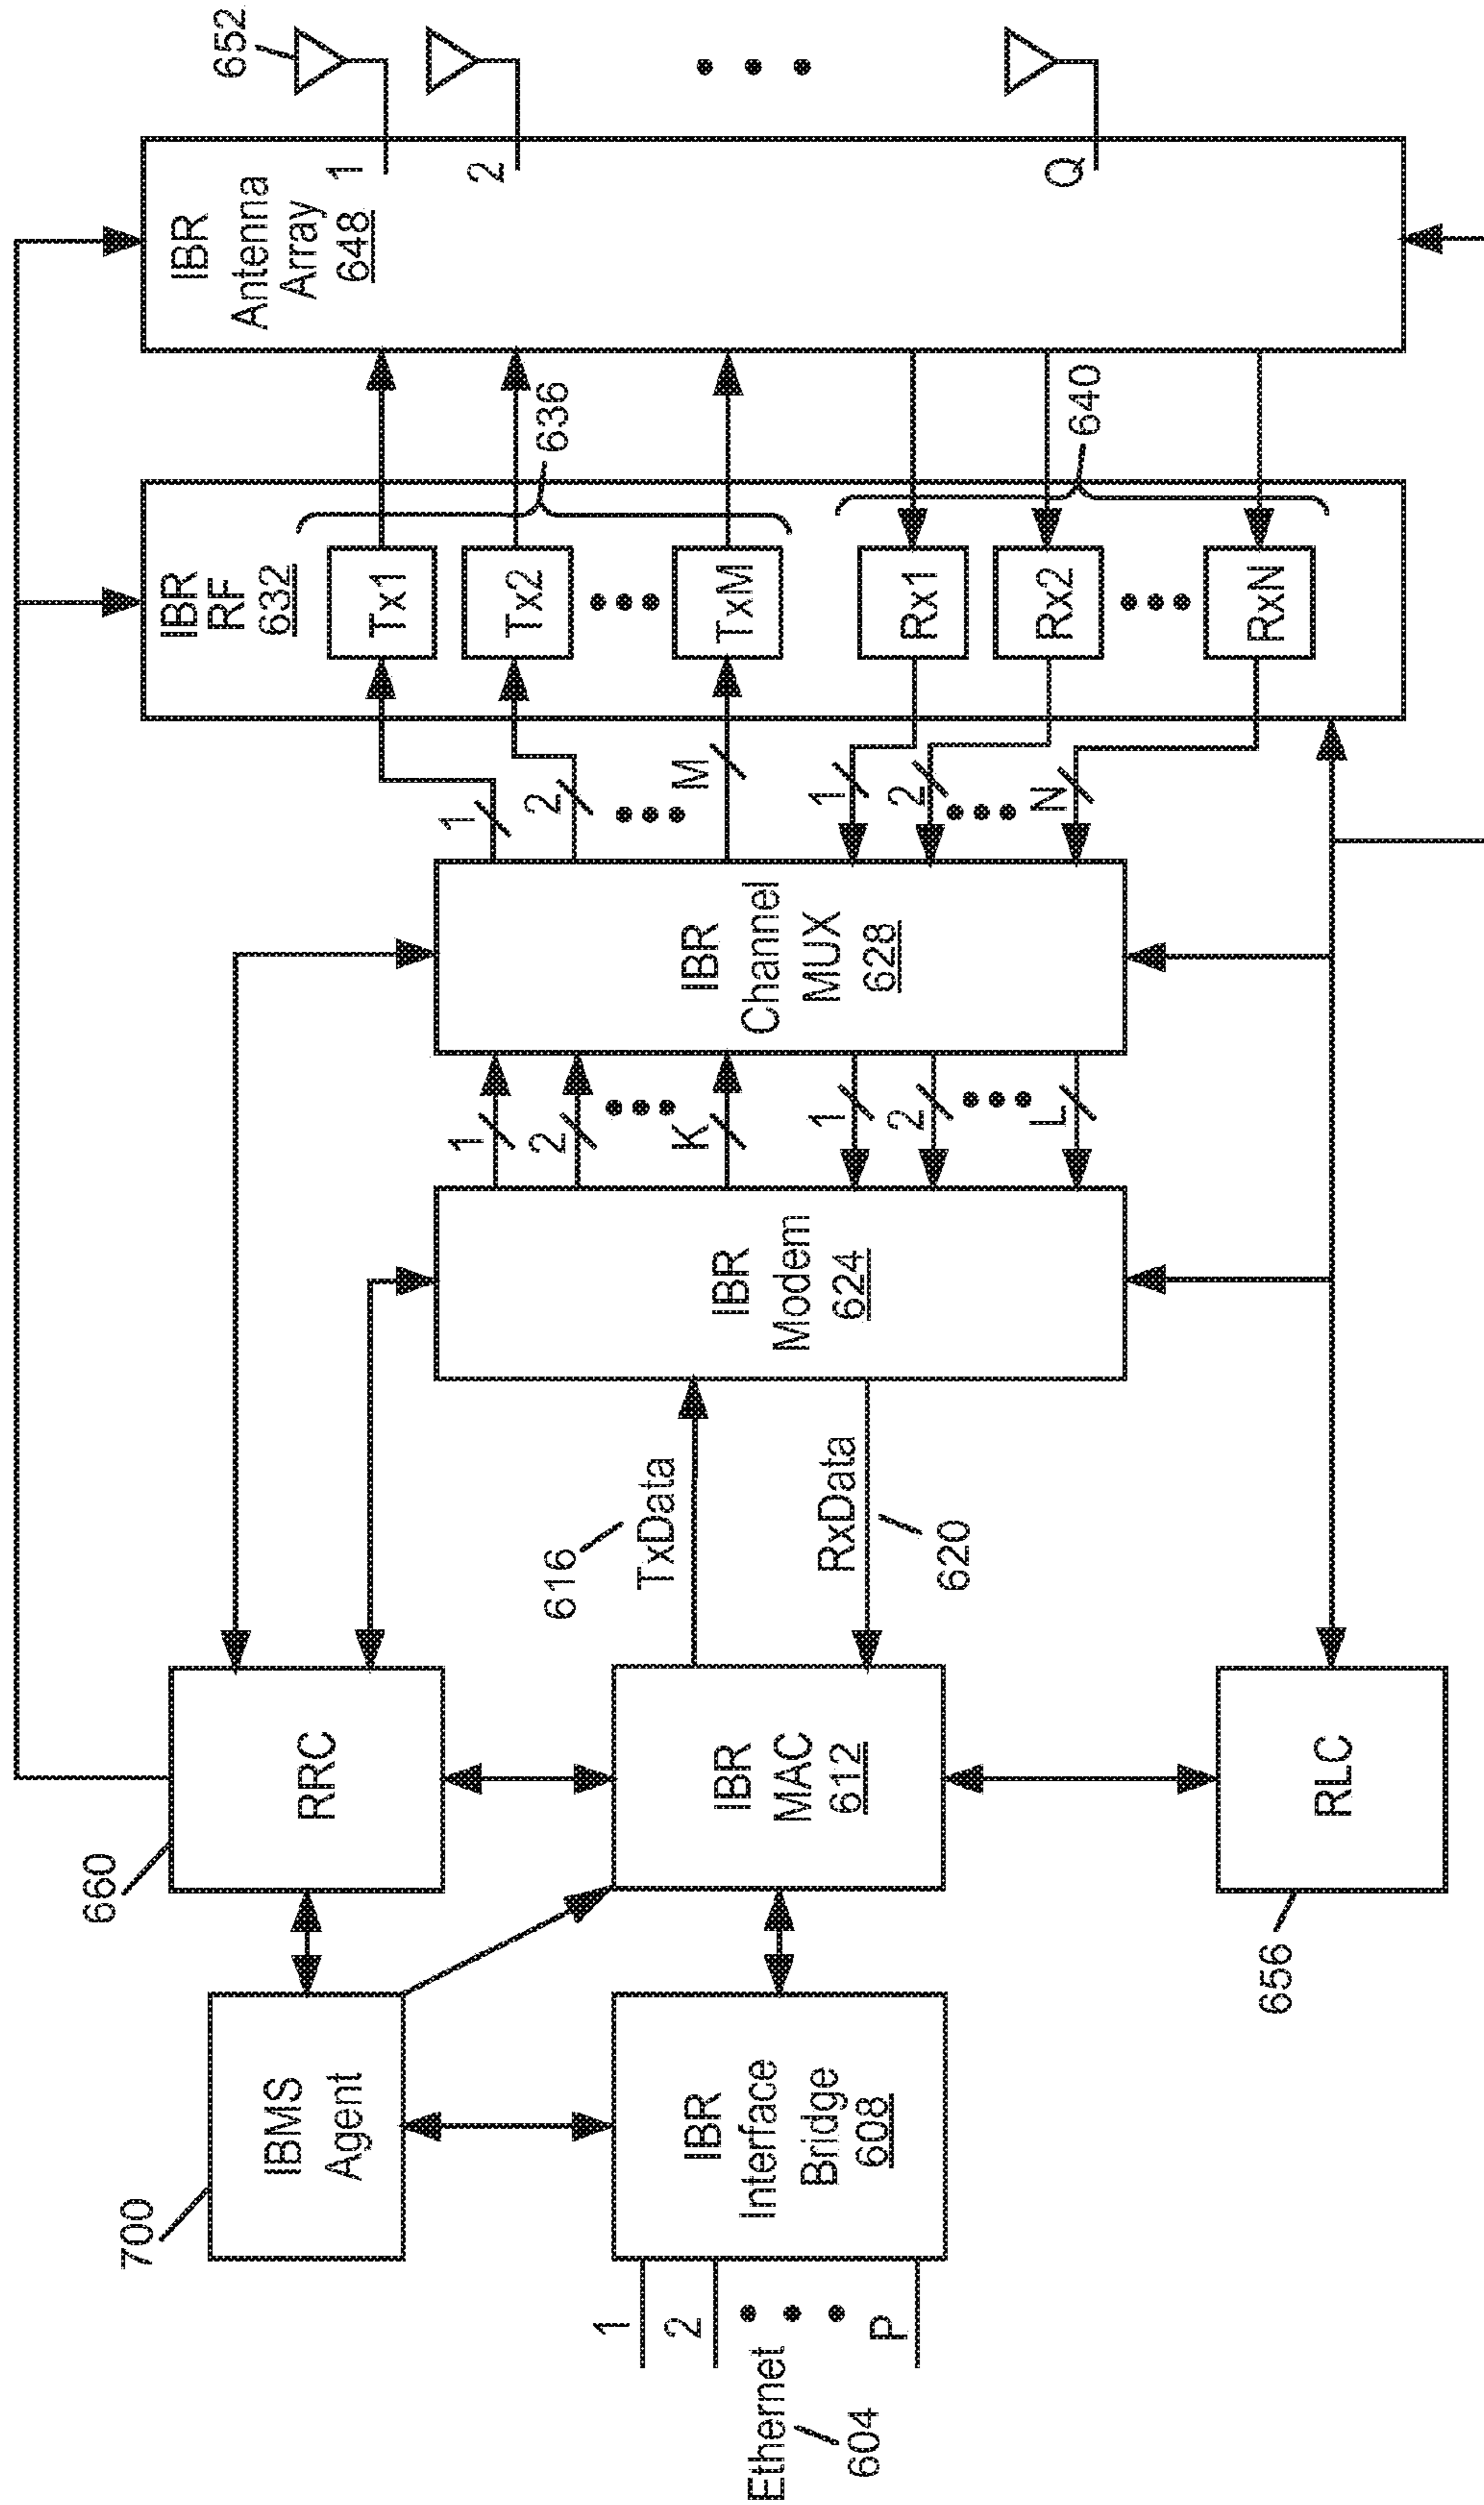 700
IBMS
Agent
660
RRC
Ethernet
604
1
2
P
IBR
Interface
Bridge
608
IBR
MAC
612
656
RLC
616
TxData
RxData
620
IBR
Modem
624
1
2
K
1
2
L
IBR
Channel
MUX
628
1
2
M
1
2
N
IBR
RF
632
Tx1
Tx2
TxM
636
Rx1
Rx2
RxN
640
IBR
Antenna
Array
648
1
2
Q
652